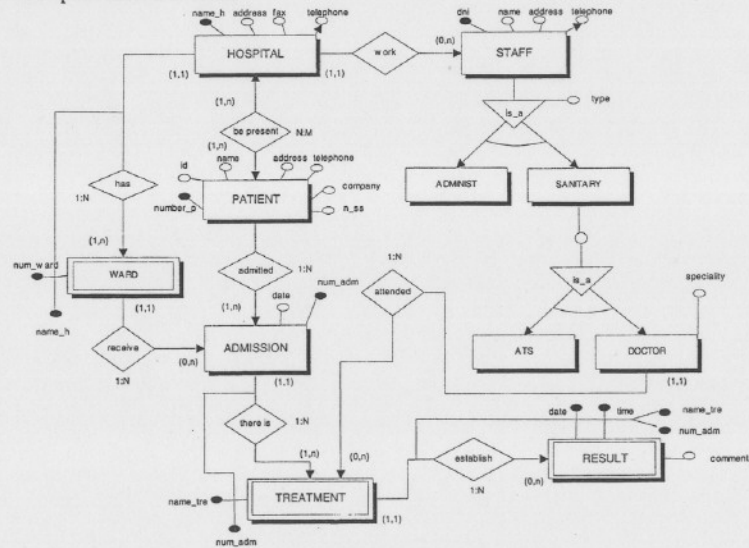 name_h address fax telephone
dni name address telephone
HOSPITAL
work
STAFF
(1,1) (1,1) (0,n)
(1,n)
is_a type
be present N:M
(1,n)
id name address telephone
has
company
ADMINIST SANITARY
PATIENT
number_p n_ss
1:N
(1,n)
num_ward
WARD
admitted 1:N
1:N
attended
is_a
speciality
(1,1)
date num_adm
(1,n)
name_h
receive
ADMISSION
ATS DOCTOR
(0,n)
1:N
(1,1) (1,1)
there is 1:N
date time name_tre
num_adm
(1,n) (0,n)
establish
RESULT
comment
1:N (0,n)
name_tre
TREATMENT
(1,1)
num_adm